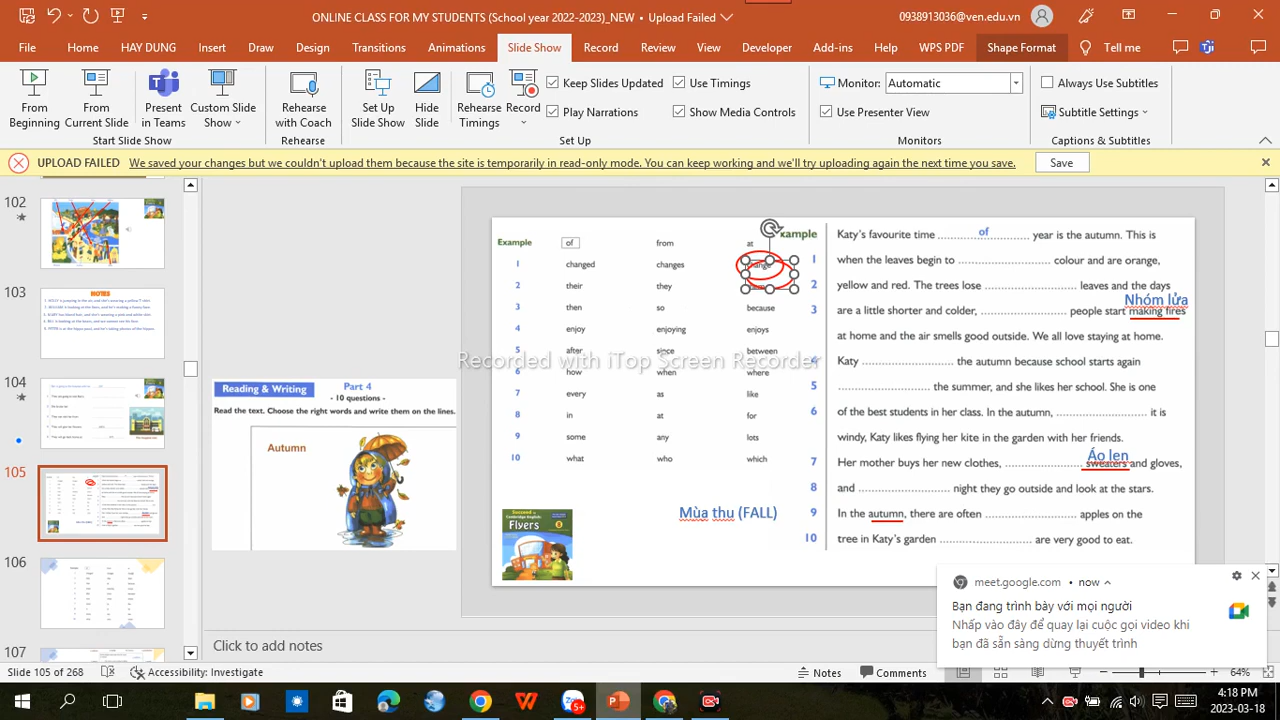 ONLINE CLASS FOR MY STUDENTS (School year 2022-2023)_NEW • Upload Failed
0938913036@ven.edu.vn
File Home HAY DUNG Insert Draw Design Transitions Animations Slide Show Record Review View Developer Add-ins Help WPS PDF Shape Format Tell me
From Beginning
From Current Slide
Present in Teams
Custom Slide Show
Rehearse with Coach
Set Up Slide Show
Hide Slide
Rehearse Timings
Record
Keep Slides Updated
Use Timings
Play Narrations
Show Media Controls
Monitor: Automatic
Use Presenter View
Always Use Subtitles
Subtitle Settings
Start Slide Show Rehearse Set Up Monitors Captions & Subtitles
UPLOAD FAILED We saved your changes but we couldn't upload them because the site is temporarily in read-only mode. You can keep working and we'll try uploading again the next time you save. Save
102
103
NOTES
104
105
106
107
Reading & Writing Part 4
- 10 questions -
Read the text. Choose the right words and write them on the lines.
Autumn
Example of from at
1 changed changes change
2 their they
3 then so because
4 enjoy enjoying enjoys
5 after since between
6 how when where
7 every as like
8 in at for
9 some any lots
10 what who which
Mùa thu (FALL)
Succeed in Cambridge English
Flyers
Example Katy's favourite time of year is the autumn. This is
1 when the leaves begin to colour and are orange,
2 yellow and red. The trees lose leaves and the days
Nhóm lửa
3 are a little shorter and colder, people start making fires
at home and the air smells good outside. We all love staying at home.
4 Katy the autumn because school starts again
5 the summer, and she likes her school. She is one
6 of the best students in her class. In the autumn, it is
windy, Katy likes flying her kite in the garden with her friends.
Áo len
7 Her mother buys her new clothes, sweaters and gloves,
8 and night they go outside and look at the stars.
9 In the autumn, there are often apples on the
10 tree in Katy's garden are very good to eat.
Recorded with iTop Screen Recorder
meet.google.com • now
Bạn đang trình bày với mọi người
Nhấp vào đây để quay lại cuộc gọi video khi
bạn đã sẵn sàng dừng thuyết trình
Click to add notes
Slide 105 of 268 Accessibility: Investigate Notes Comments 64%
5+
4:18 PM
2023-03-18